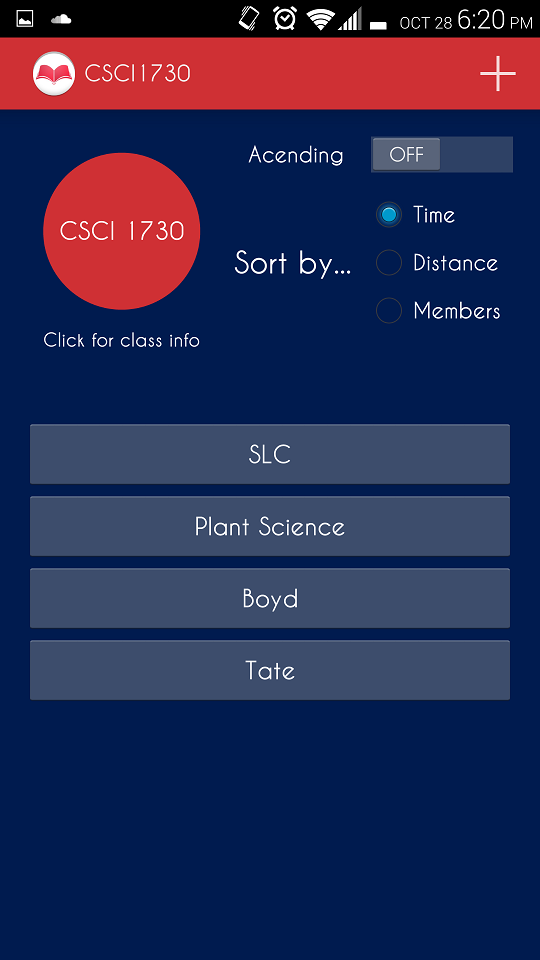 OCT 28 6:20 PM
CSCI1730
Acending OFF
CSCI 1730
Time
Sort by...
Distance
Members
Click for class info
SLC
Plant Science
Boyd
Tate